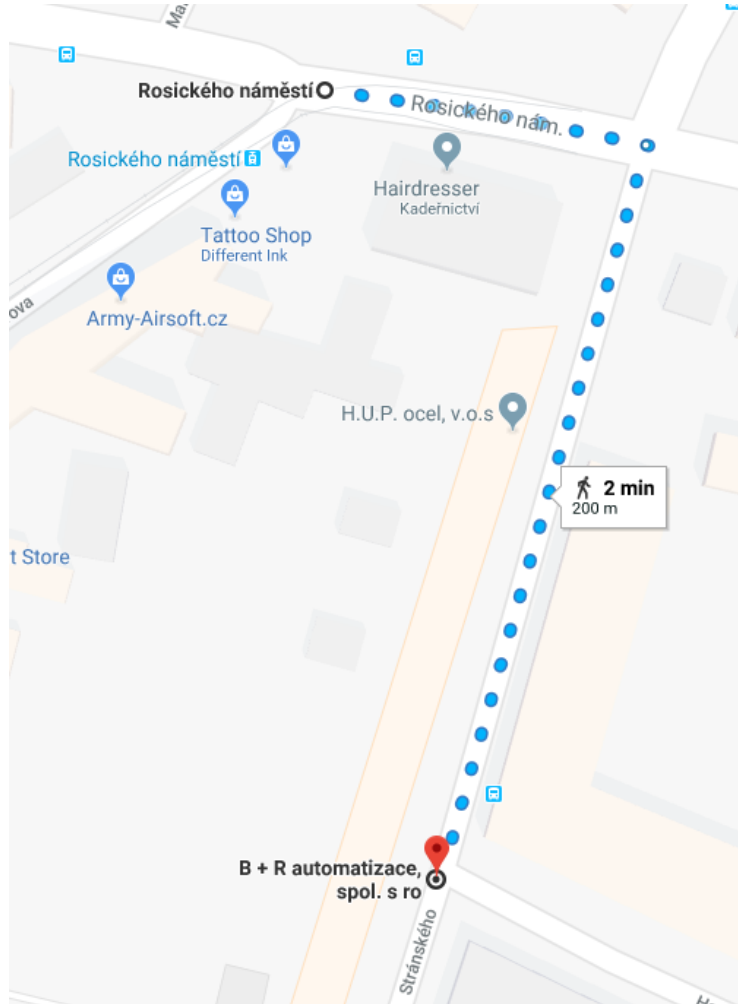 Rosického náměstí
Rosického nám.
Rosického náměstí
Hairdresser
Kadeřnictví
Tattoo Shop
Different Ink
ova
Army-Airsoft.cz
H.U.P. ocel, v.o.s
2 min
200 m
t Store
B + R automatizace,
spol. s ro
Stránského